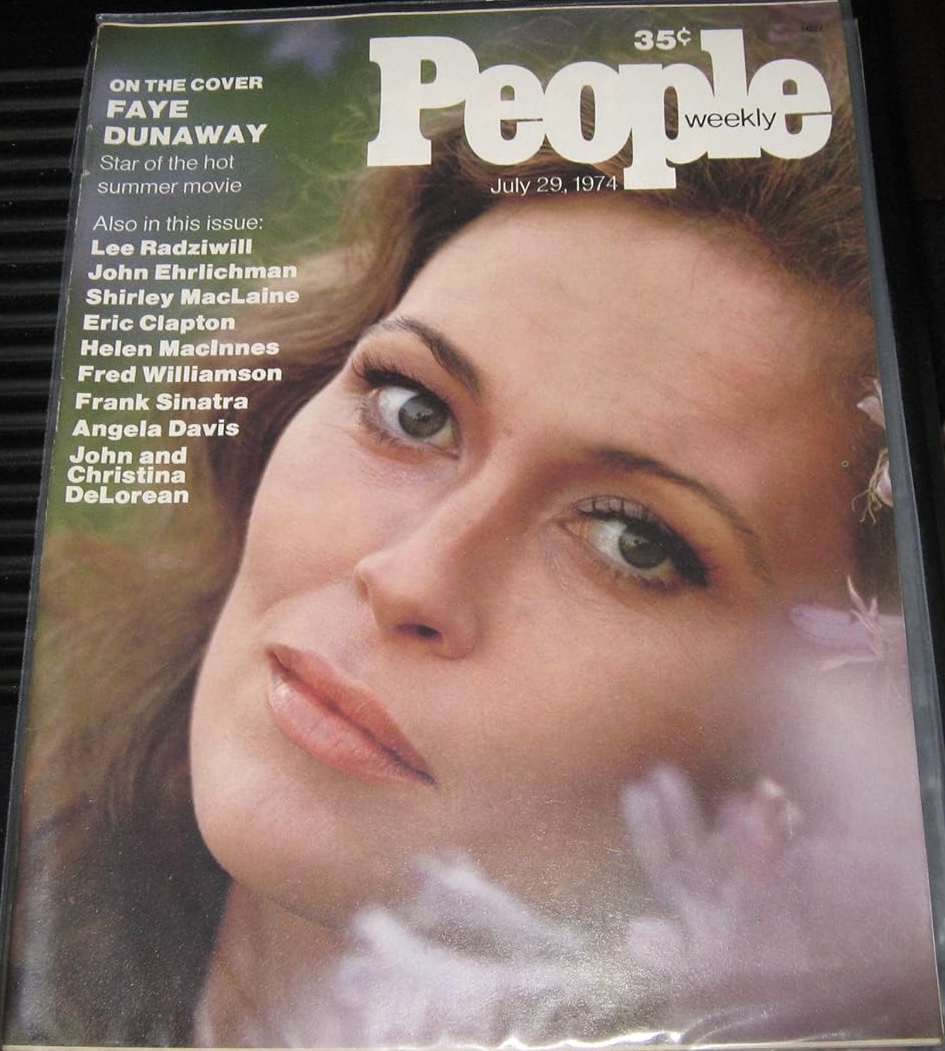 35¢
People
weekly
July 29, 1974
ON THE COVER
FAYE
DUNAWAY
Star of the hot
summer movie
Also in this issue:
Lee Radziwill
John Ehrlichman
Shirley MacLaine
Eric Clapton
Helen MacInnes
Fred Williamson
Frank Sinatra
Angela Davis
John and
Christina
DeLorean